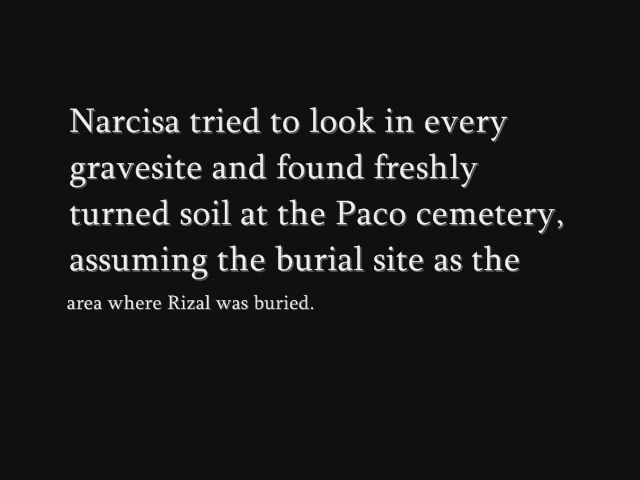 Narcisa tried to look in every
gravesite and found freshly
turned soil at the Paco cemetery,
assuming the burial site as the
area where Rizal was buried.